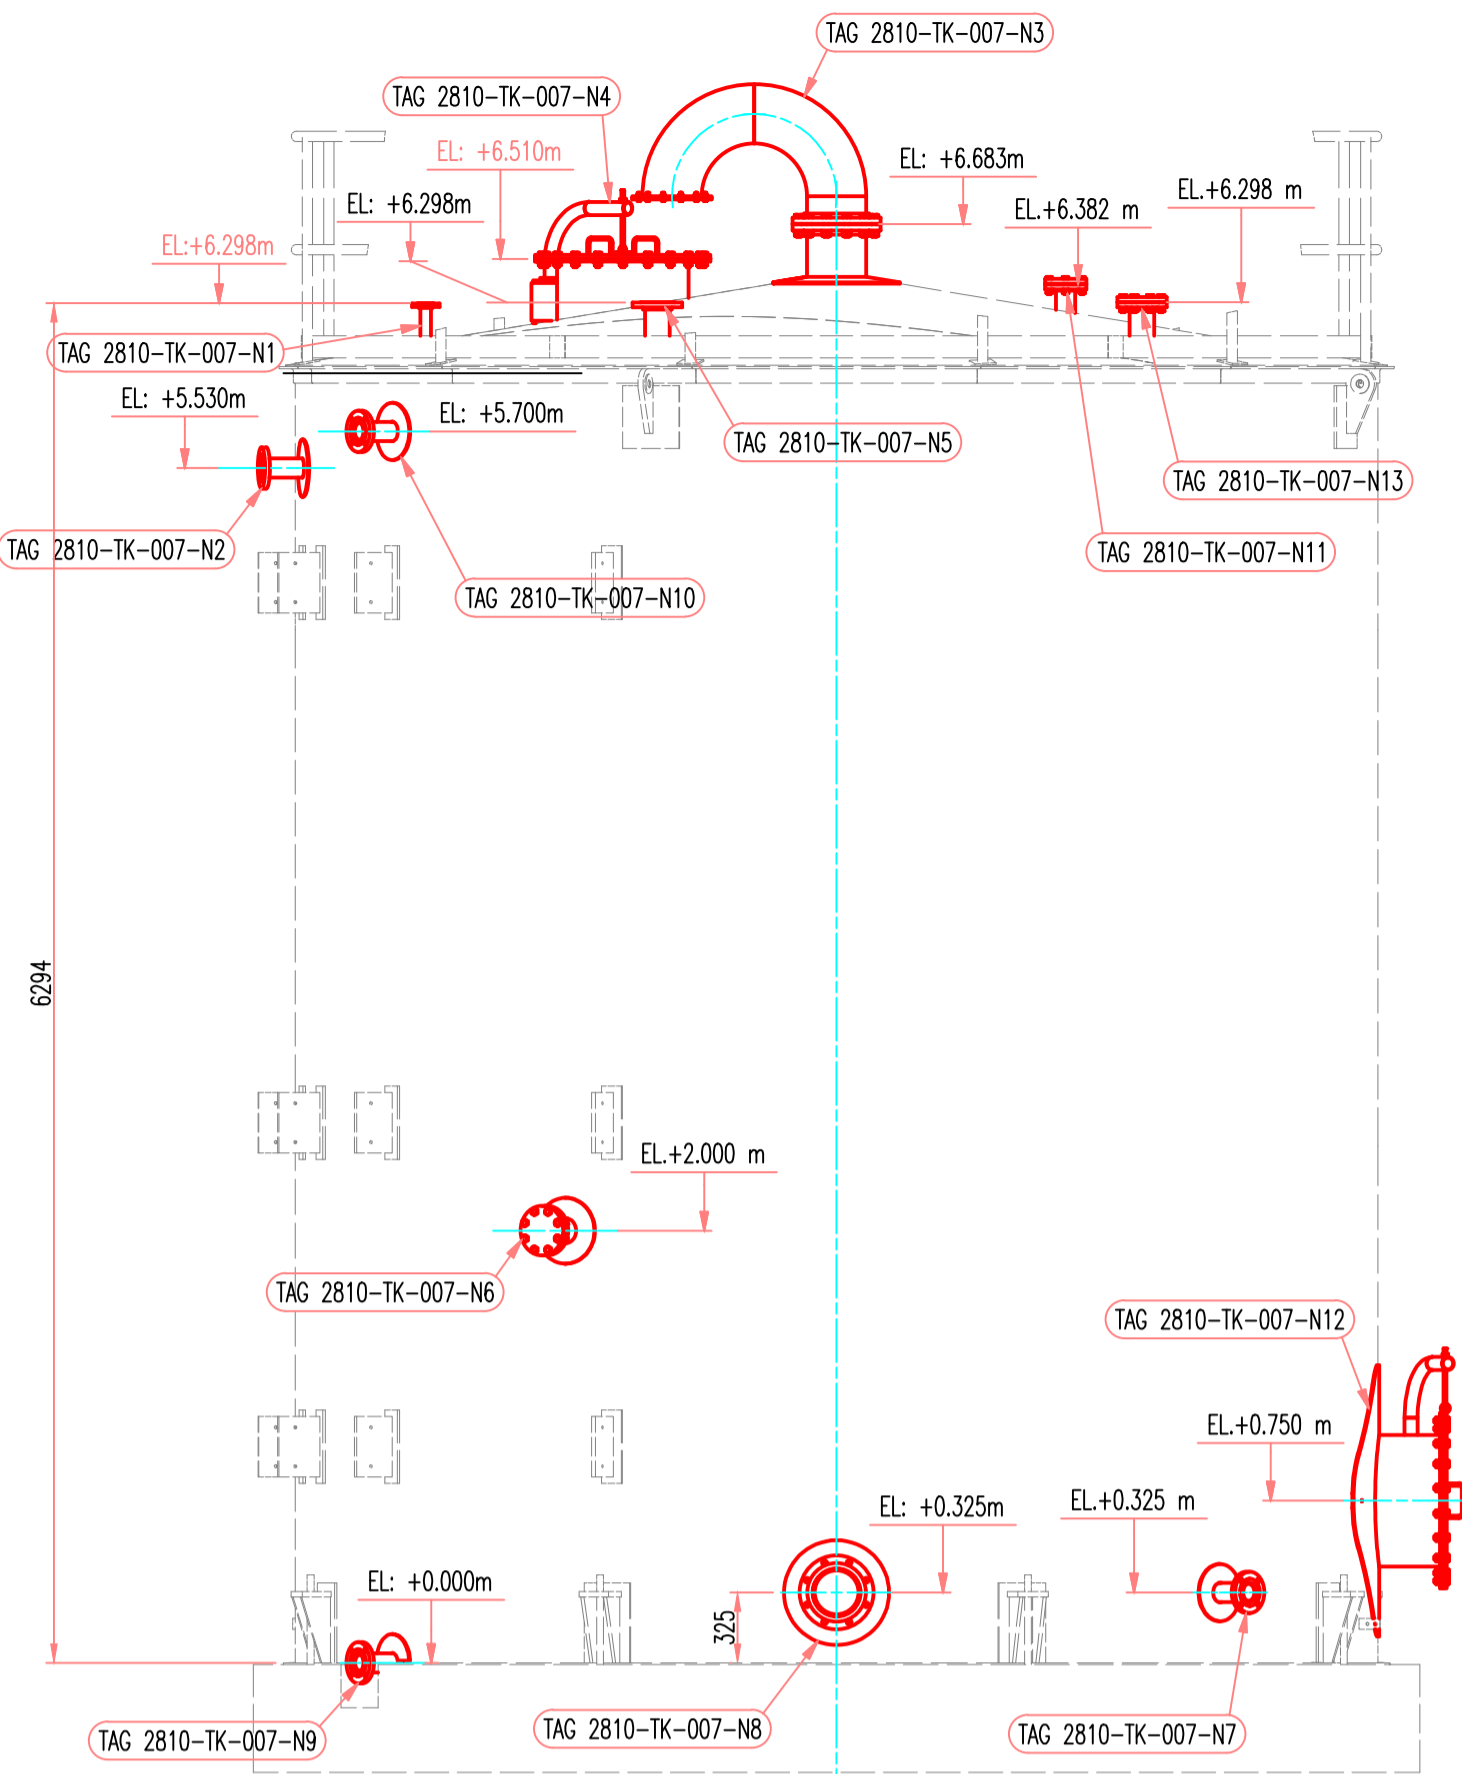 TAG 2810-TK-007-N3
TAG 2810-TK-007-N4
EL: +6.510m
EL: +6.683m
EL: +6.298m
EL.+6.298 m
EL.+6.382 m
EL:+6.298m
TAG 2810-TK-007-N1
EL: +5.530m
EL: +5.700m
TAG 2810-TK-007-N5
TAG 2810-TK-007-N13
TAG 2810-TK-007-N2
TAG 2810-TK-007-N11
TAG 2810-TK-007-N10
6294
EL.+2.000 m
TAG 2810-TK-007-N6
TAG 2810-TK-007-N12
EL.+0.750 m
EL: +0.325m
EL.+0.325 m
EL: +0.000m
325
TAG 2810-TK-007-N9
TAG 2810-TK-007-N8
TAG 2810-TK-007-N7